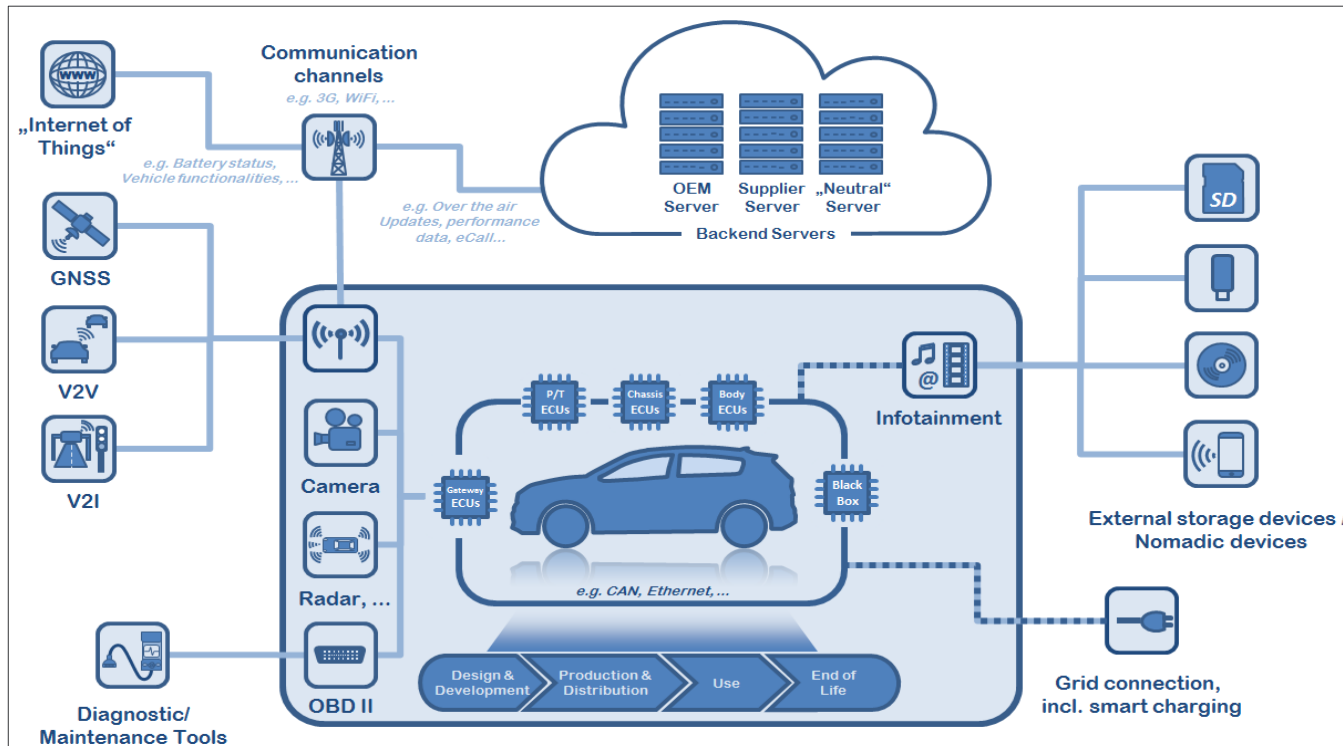 www
„Internet of
Things“
Communication
channels
e.g. 3G, WiFi, ...
e.g. Battery status,
Vehicle functionalities, ...
e.g. Over the air
Updates, performance
data, eCall...
OEM
Server
Supplier
Server
„Neutral“
Server
Backend Servers
GNSS
V2V
V2I
Camera
Radar, ...
OBD II
Diagnostic/
Maintenance Tools
P/T
ECUs
Chassis
ECUs
Body
ECUs
Gateway
ECUs
Black
Box
e.g. CAN, Ethernet, ...
Design &
Development
Production &
Distribution
Use
End of
Life
@
Infotainment
SD
External storage devices /
Nomadic devices
Grid connection,
incl. smart charging